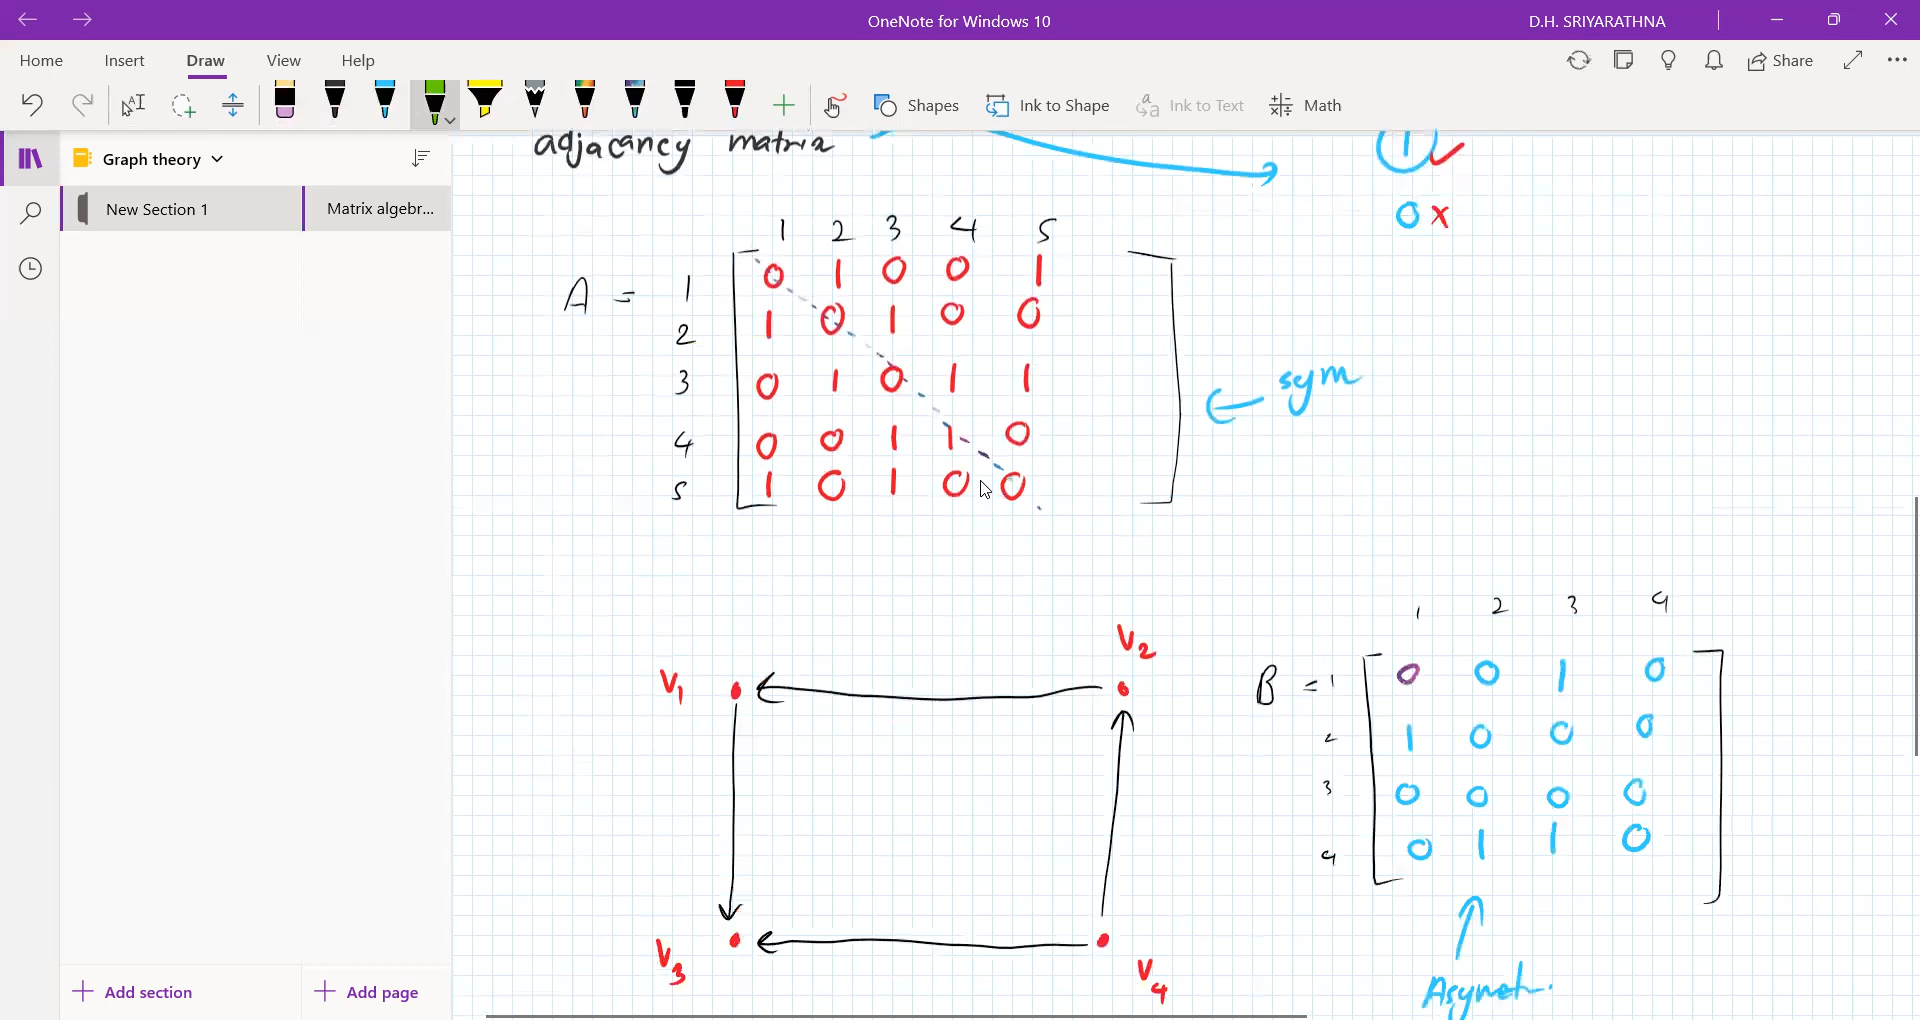 OneNote for Windows 10
D.H. SRIYARATHNA
Home Insert Draw View Help
Share
Shapes
Ink to Shape
Ink to Text
Math
Graph theory
New Section 1
Matrix algebr...
adjacancy matrix
1 ✓
0 x
1 2 3 4 5
A = 1 0 1 0 0 1
2 1 0 1 0 0
3 0 1 0 1 1
4 0 0 1 1 0
5 1 0 1 0 0
sym
V1
V2
V3
V4
1 2 3 4
B = 1 0 0 1 0
2 1 0 0 0
3 0 0 0 0
4 0 1 1 0
Asymet.
Add section
Add page